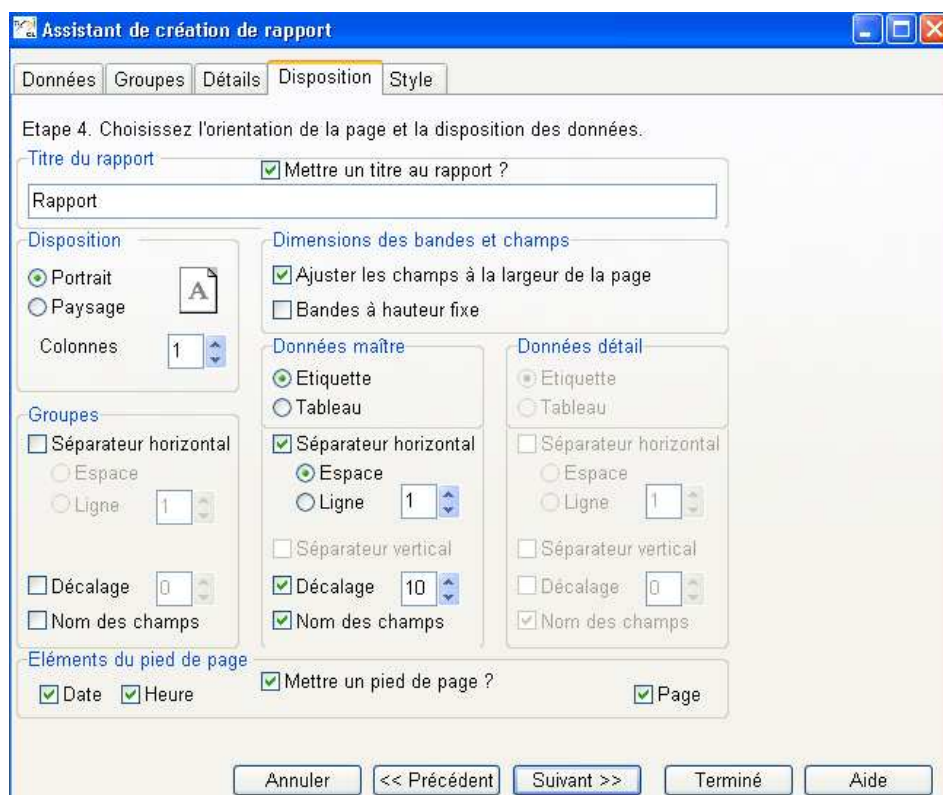 Assistant de création de rapport
Données Groupes Détails Disposition Style
Etape 4. Choisissez l'orientation de la page et la disposition des données.
Titre du rapport
Mettre un titre au rapport ?
Rapport
Disposition
Portrait
Paysage
A
Colonnes 1
Dimensions des bandes et champs
Ajuster les champs à la largeur de la page
Bandes à hauteur fixe
Groupes
Séparateur horizontal
Espace
Ligne 1
Décalage 0
Nom des champs
Données maître
Etiquette
Tableau
Séparateur horizontal
Espace
Ligne 1
Séparateur vertical
Décalage 10
Nom des champs
Données détail
Etiquette
Tableau
Séparateur horizontal
Espace
Ligne 1
Séparateur vertical
Décalage 0
Nom des champs
Eléments du pied de page
Mettre un pied de page ?
Date Heure Page
Annuler << Précédent Suivant >> Terminé Aide